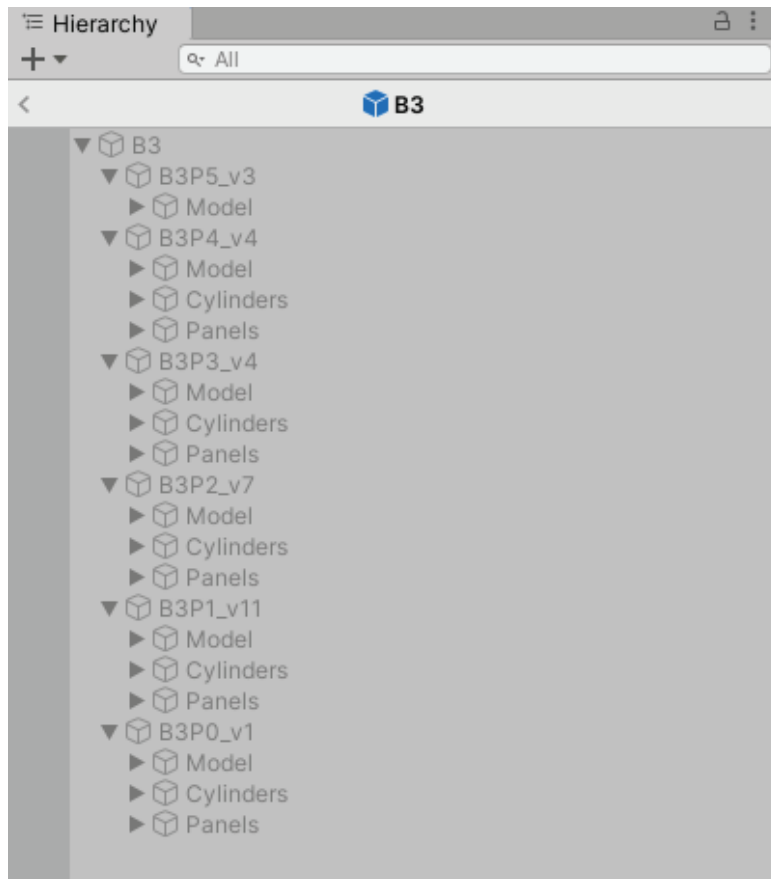 Hierarchy
All
B3
B3
B3P5_v3
Model
B3P4_v4
Model
Cylinders
Panels
B3P3_v4
Model
Cylinders
Panels
B3P2_v7
Model
Cylinders
Panels
B3P1_v11
Model
Cylinders
Panels
B3P0_v1
Model
Cylinders
Panels